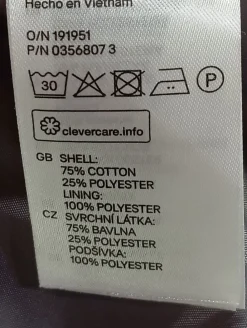 Hecho en Vietnam
O/N 191951
P/N 0356807 3
30
P
clevercare.info
GB SHELL:
75% COTTON
25% POLYESTER
LINING:
100% POLYESTER
CZ SVRCHNÍ LÁTKA:
75% BAVLNA
25% POLYESTER
PODŠÍVKA:
100% POLYESTER